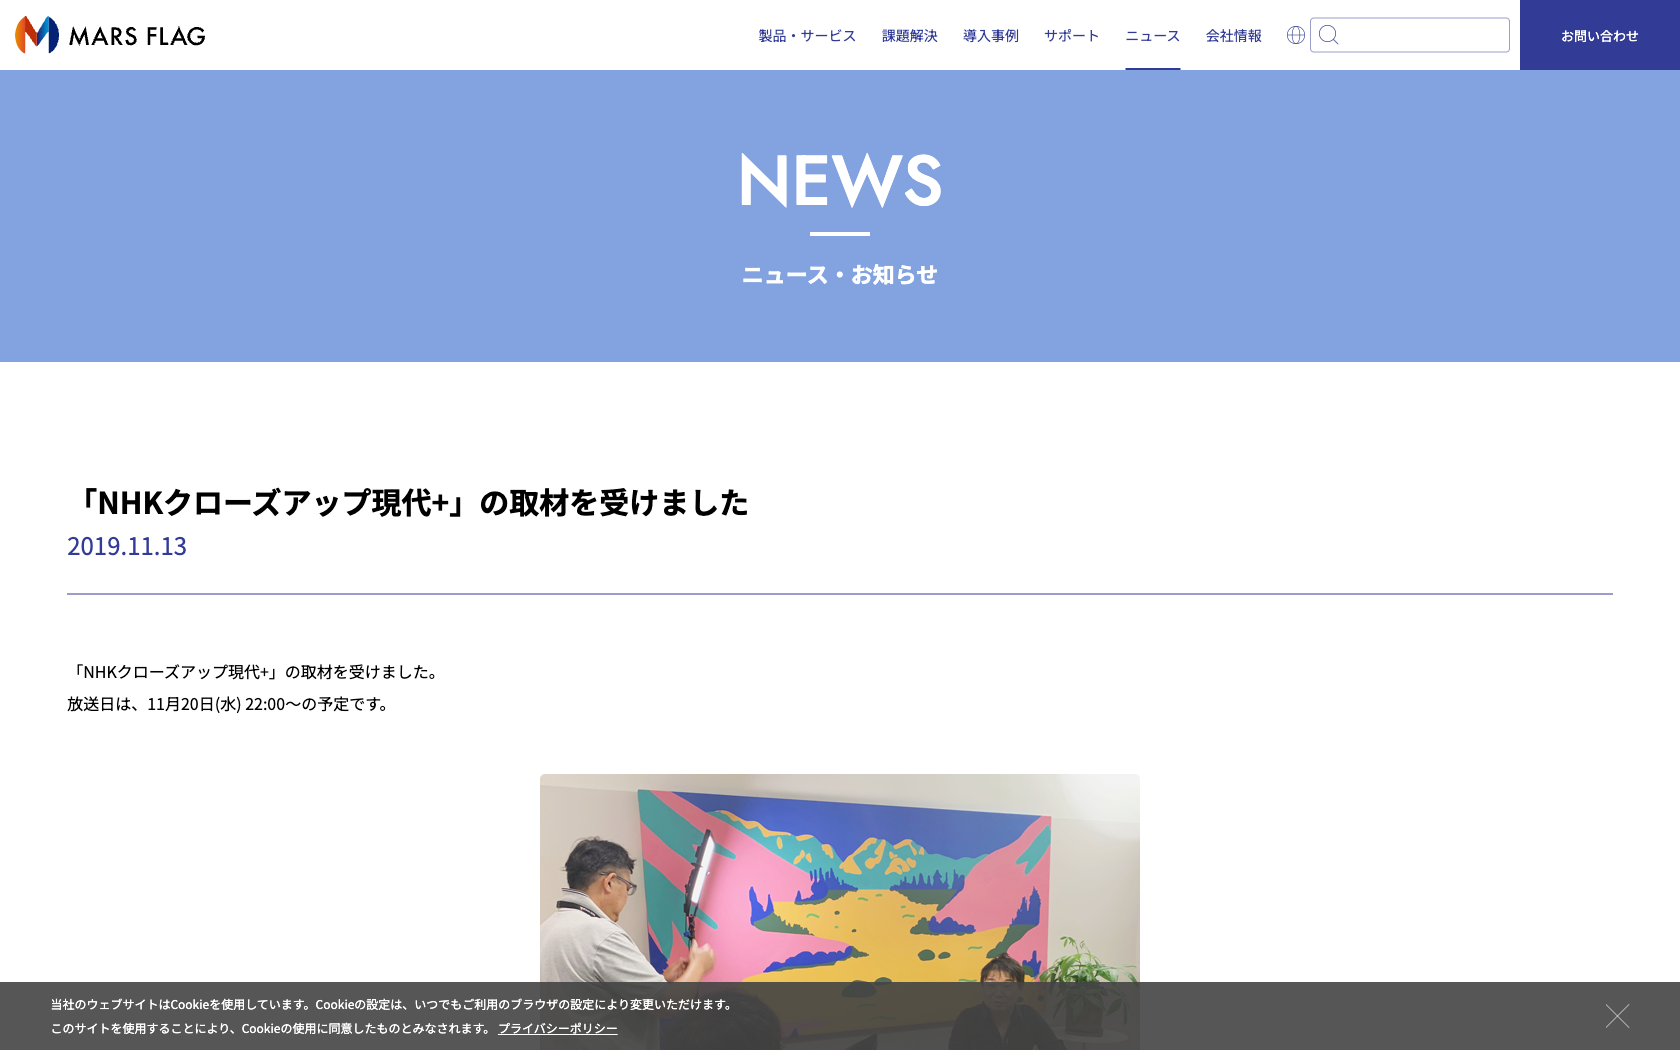 MARS FLAG
製品・サービス
課題解決
導入事例
サポート
ニュース
会社情報
お問い合わせ
NEWS
ニュース・お知らせ
「NHKクローズアップ現代+」の取材を受けました
2019.11.13
「NHKクローズアップ現代+」の取材を受けました。
放送日は、11月20日(水) 22:00〜の予定です。
当社のウェブサイトはCookieを使用しています。Cookieの設定は、いつでもご利用のブラウザの設定により変更いただけます。
このサイトを使用することにより、Cookieの使用に同意したものとみなされます。 プライバシーポリシー